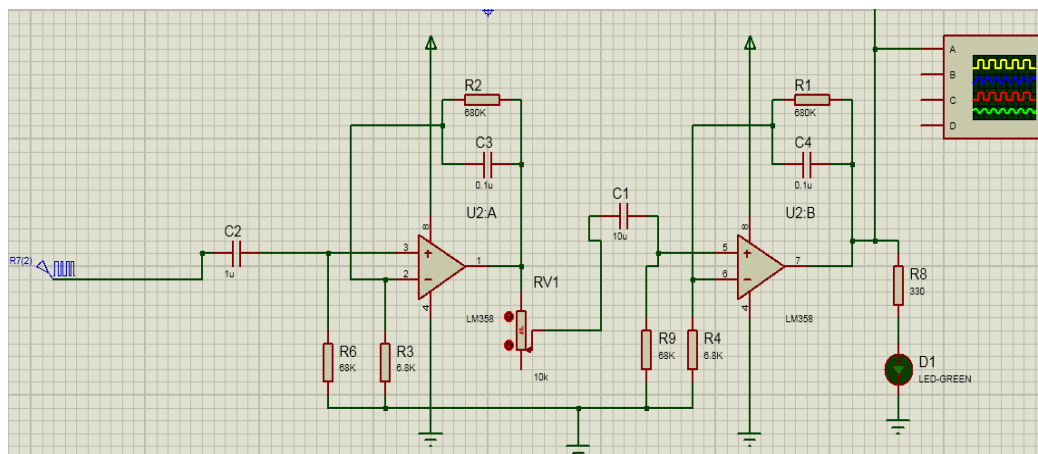 R2
680K
C3
0.1u
U2:A
8
3
2
1
4
LM358
C2
1u
R7(2)
R6
68K
R3
6.8K
RV1
10k
C1
10u
R1
680K
C4
0.1u
U2:B
8
5
6
7
4
LM358
R9
68K
R4
6.8K
R8
330
D1
LED-GREEN
A
B
C
D